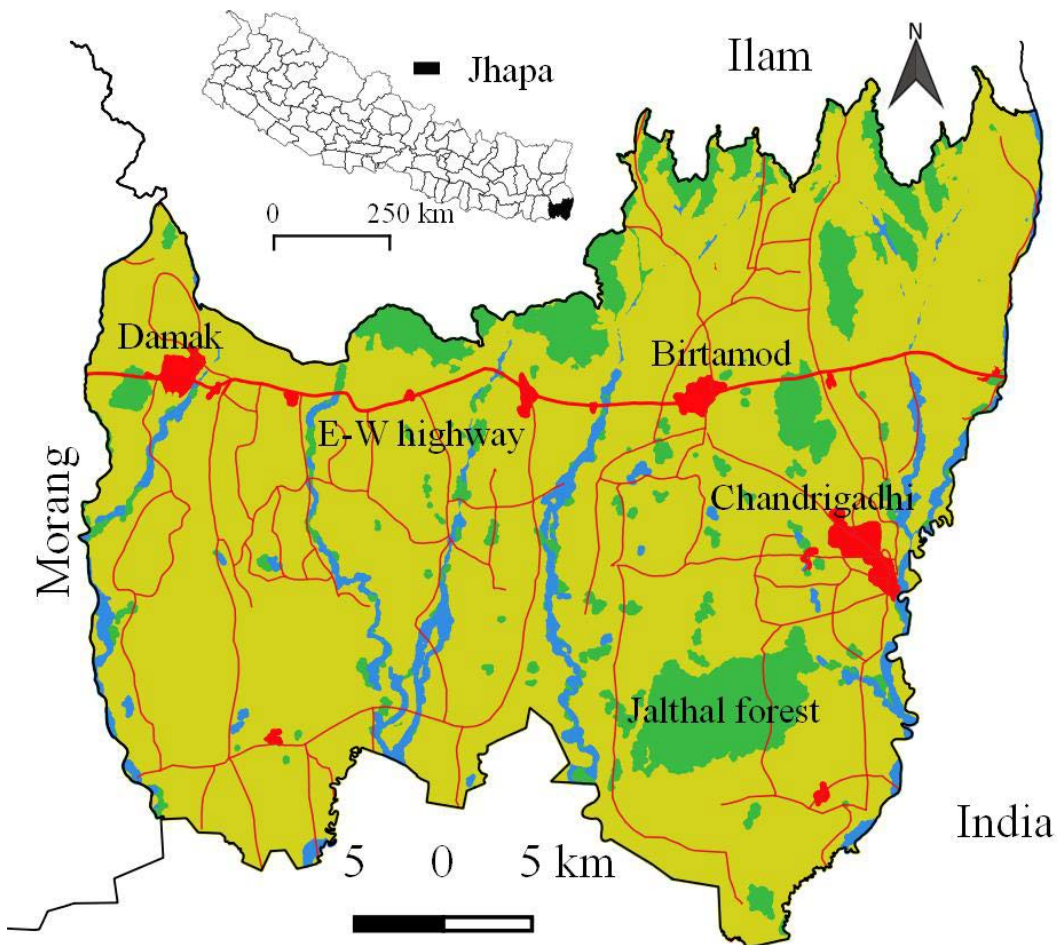 N
Ilam
Jhapa
0 250 km
Damak
Birtamod
E-W highway
Chandrigadhi
Morang
Jalthal forest
India
5 0 5 km